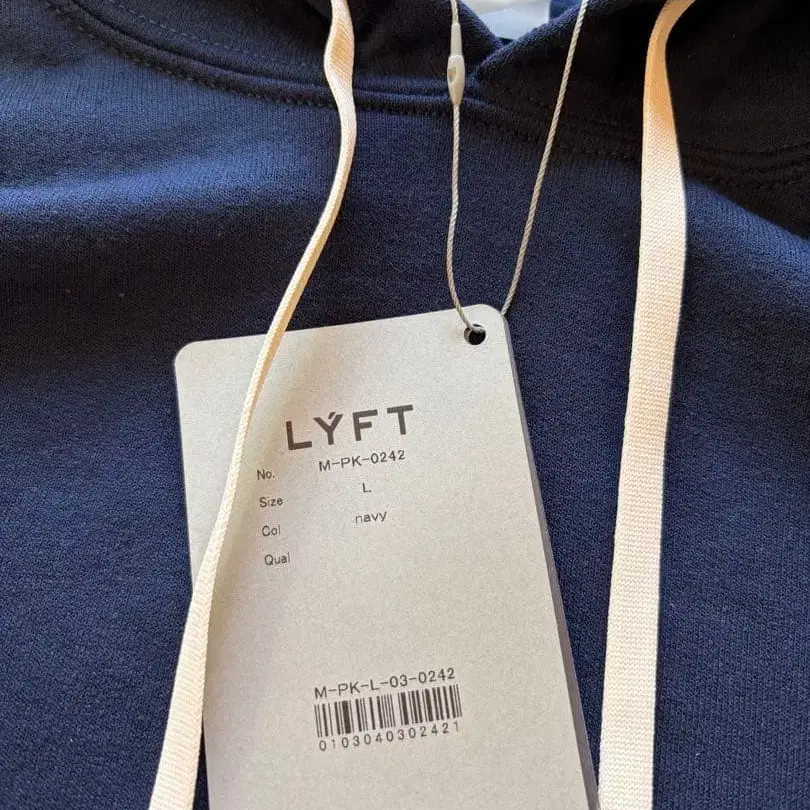 LÝFT
No. M-PK-0242
Size L
Col navy
Qual
M-PK-L-03-0242
0103040302421